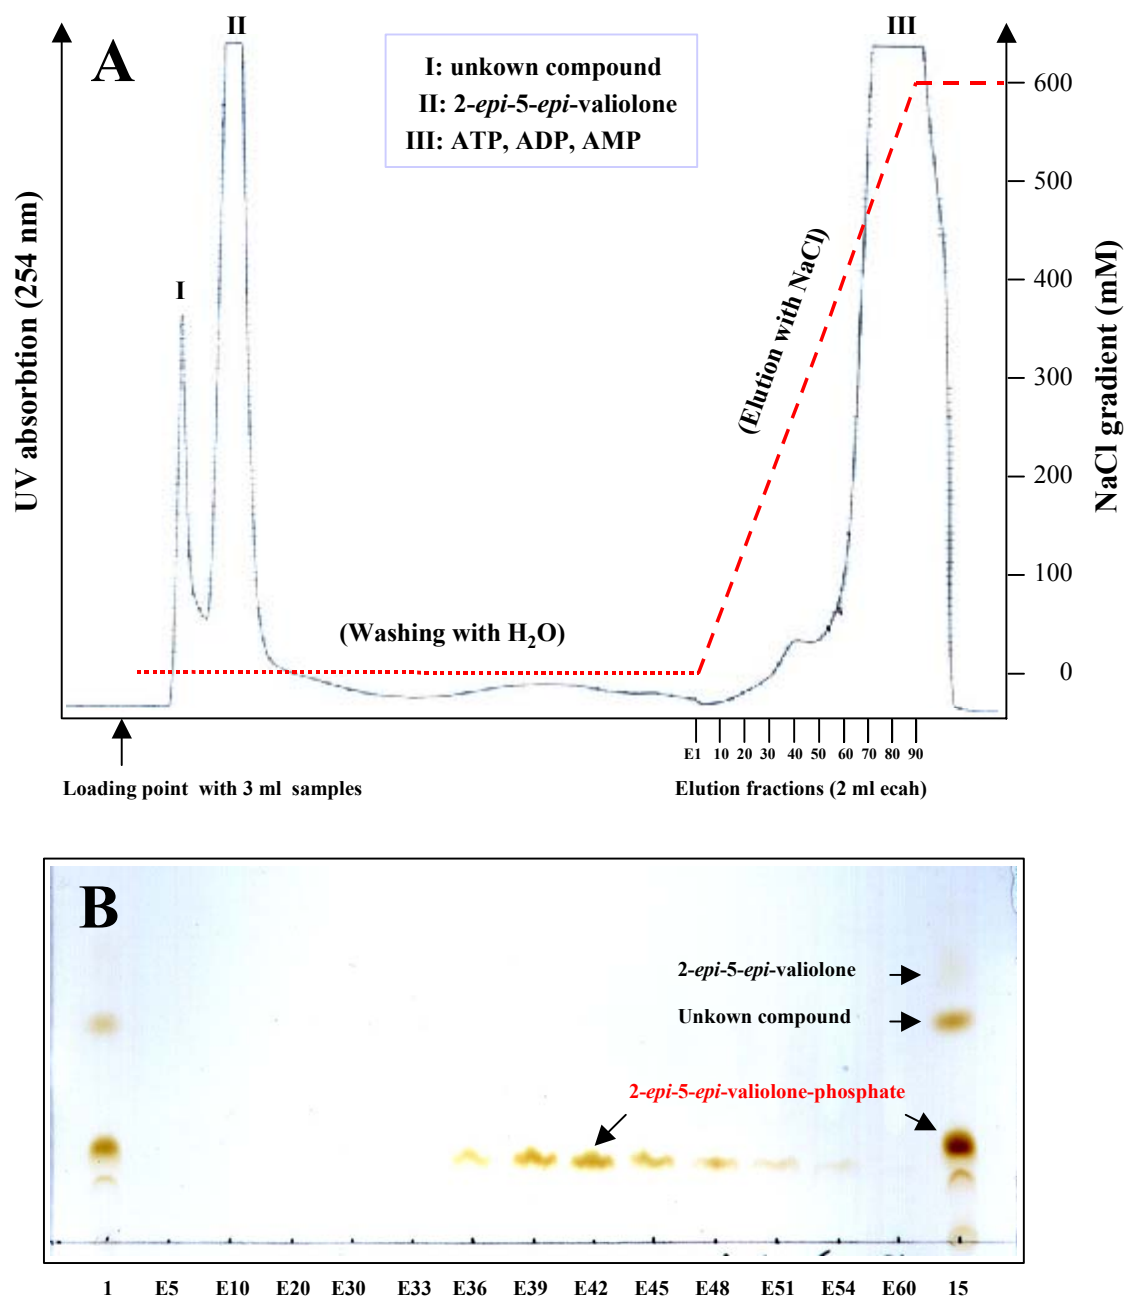 A
II
III
I: unkown compound
II: 2-epi-5-epi-valiolone
III: ATP, ADP, AMP
I
UV absorbtion (254 nm)
NaCl gradient (mM)
600
500
400
300
200
100
0
(Elution with NaCl)
(Washing with H₂O)
E1 10 20 30 40 50 60 70 80 90
Loading point with 3 ml samples
Elution fractions (2 ml ecah)
B
2-epi-5-epi-valiolone
Unkown compound
2-epi-5-epi-valiolone-phosphate
1 E5 E10 E20 E30 E33 E36 E39 E42 E45 E48 E51 E54 E60 15